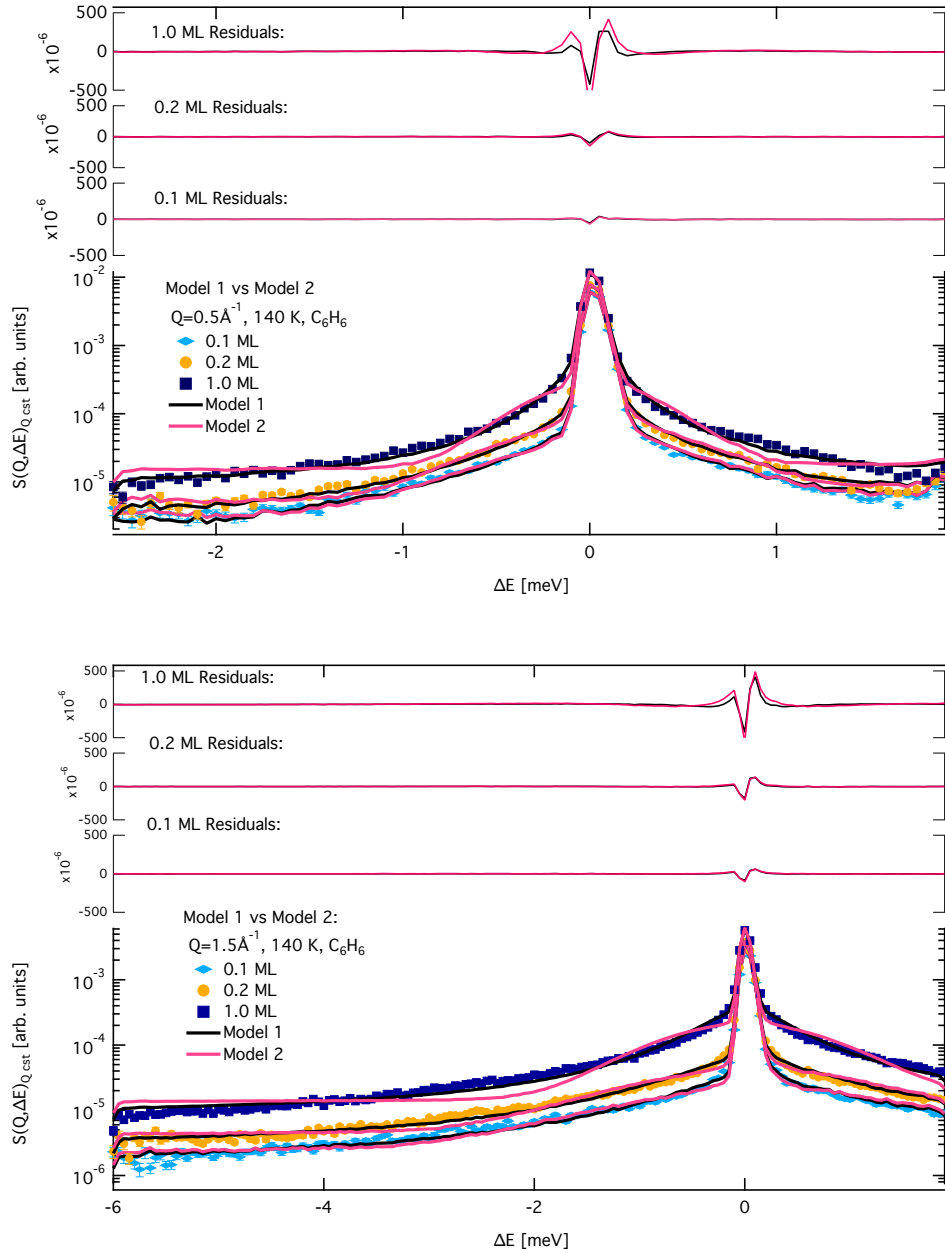 1.0 ML Residuals:
500
0
-500
x10⁻⁶
0.2 ML Residuals:
500
0
-500
x10⁻⁶
0.1 ML Residuals:
500
0
-500
x10⁻⁶
10⁻²
10⁻³
10⁻⁴
10⁻⁵
S(Q,ΔE)Q cst [arb. units]
Model 1 vs Model 2
Q=0.5Å⁻¹, 140 K, C₆H₆
0.1 ML
0.2 ML
1.0 ML
Model 1
Model 2
-2 -1 0 1
ΔE [meV]
1.0 ML Residuals:
500
0
-500
x10⁻⁶
0.2 ML Residuals:
500
0
-500
x10⁻⁶
0.1 ML Residuals:
500
0
-500
x10⁻⁶
10⁻³
10⁻⁴
10⁻⁵
10⁻⁶
S(Q,ΔE)Q cst [arb. units]
Model 1 vs Model 2:
Q=1.5Å⁻¹, 140 K, C₆H₆
0.1 ML
0.2 ML
1.0 ML
Model 1
Model 2
-6 -4 -2 0
ΔE [meV]